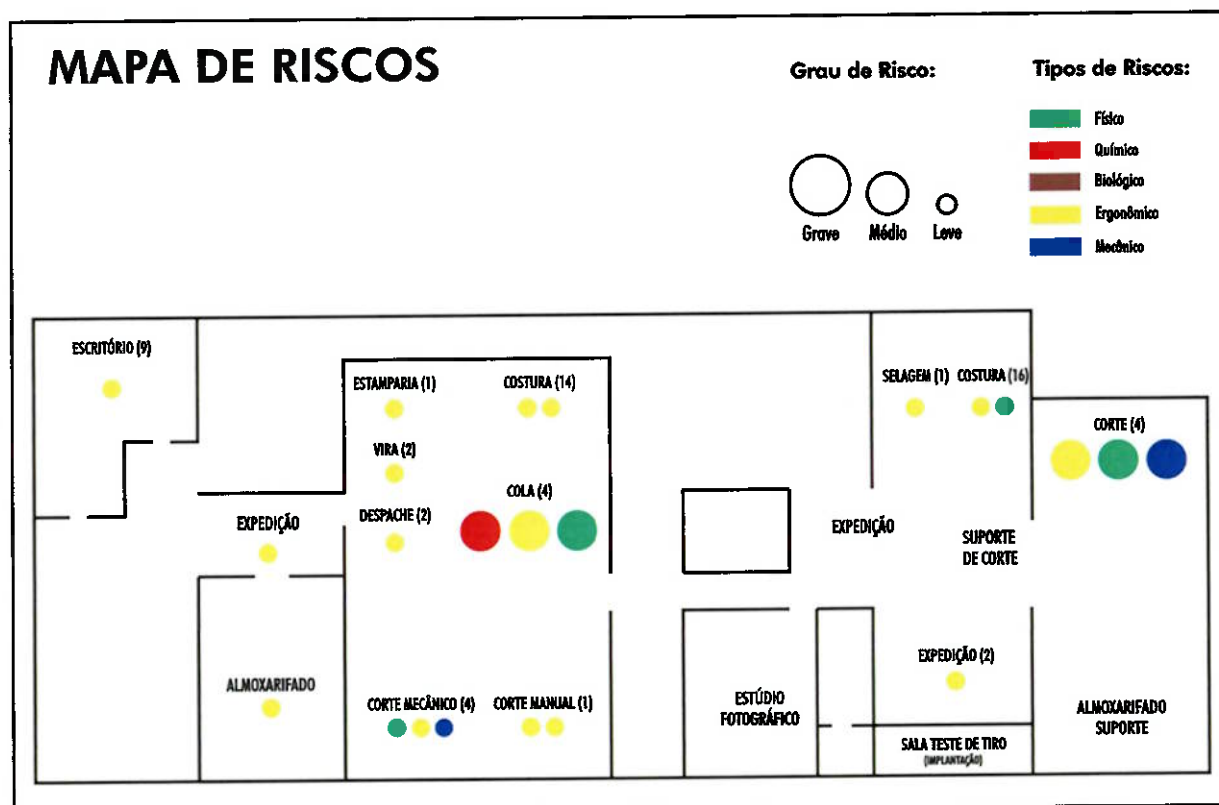 MAPA DE RISCOS
Grau de Risco:
Grave
Médio
Leve
Tipos de Riscos:
Físico
Químico
Biológico
Ergonômico
Mecânico
ESCRITÓRIO (9)
ESTAMPARIA (1)
COSTURA (14)
SELAGEM (1)
COSTURA (16)
CORTE (4)
VIRA (2)
COLA (4)
DESPACHE (2)
EXPEDIÇÃO
EXPEDIÇÃO
SUPORTE
DE CORTE
ALMOXARIFADO
EXPEDIÇÃO (2)
CORTE MECÂNICO (4)
CORTE MANUAL (1)
ESTÚDIO
FOTOGRÁFICO
ALMOXARIFADO
SUPORTE
SALA TESTE DE TIRO
(IMPLANTAÇÃO)